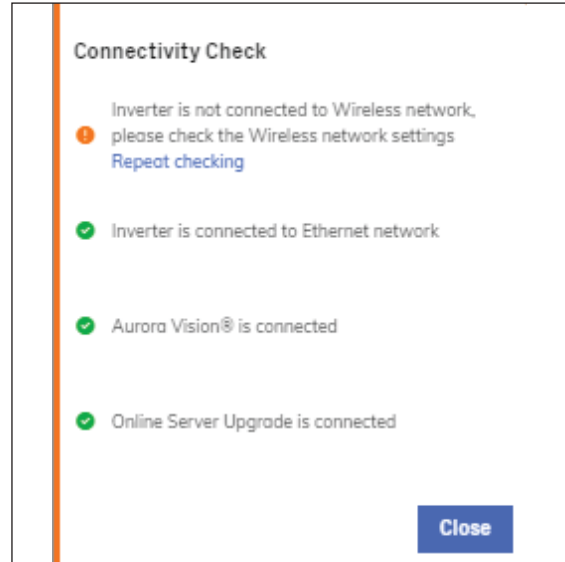 Connectivity Check
Inverter is not connected to Wireless network,
please check the Wireless network settings
Repeat checking
Inverter is connected to Ethernet network
Aurora Vision® is connected
Online Server Upgrade is connected
Close